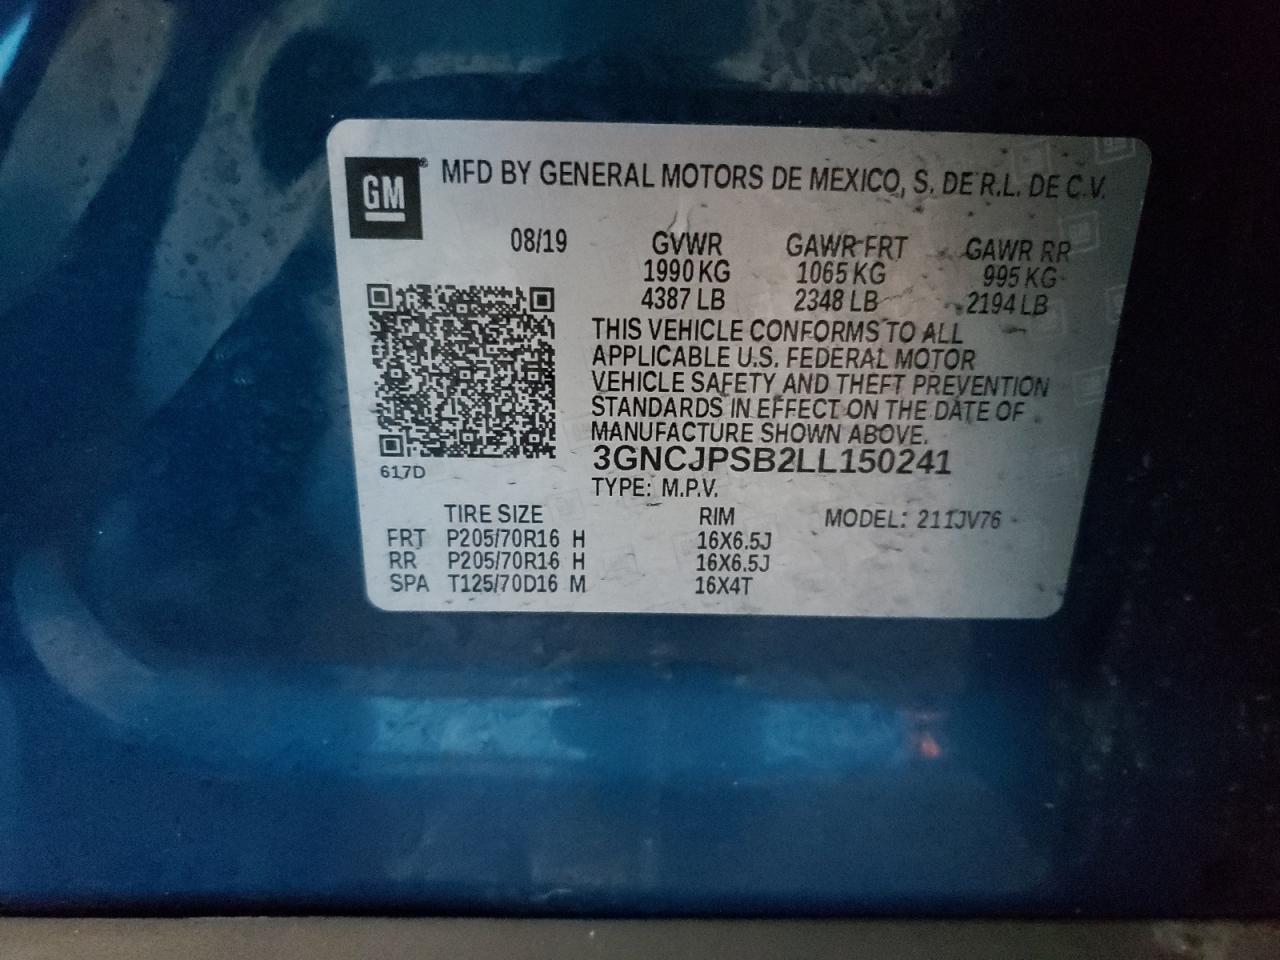 GM® MFD BY GENERAL MOTORS DE MEXICO, S. DE R.L. DE C.V.
08/19 GVWR GAWR FRT GAWR RR
1990 KG 1065 KG 995 KG
4387 LB 2348 LB 2194 LB
THIS VEHICLE CONFORMS TO ALL
APPLICABLE U.S. FEDERAL MOTOR
VEHICLE SAFETY AND THEFT PREVENTION
STANDARDS IN EFFECT ON THE DATE OF
MANUFACTURE SHOWN ABOVE.
3GNCJPSB2LL150241
617D
TYPE: M.P.V.
TIRE SIZE RIM MODEL: 211JV76
FRT P205/70R16 H 16X6.5J
RR P205/70R16 H 16X6.5J
SPA T125/70D16 M 16X4T